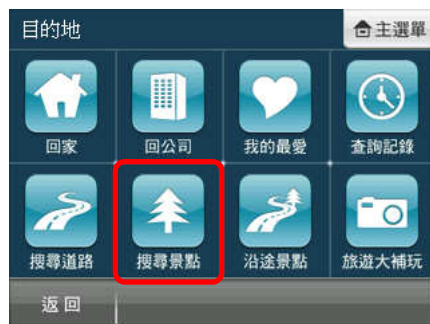 目的地 主選單
回家 回公司 我的最愛 查詢記錄
搜尋道路 搜尋景點 沿途景點 旅遊大補玩
返回